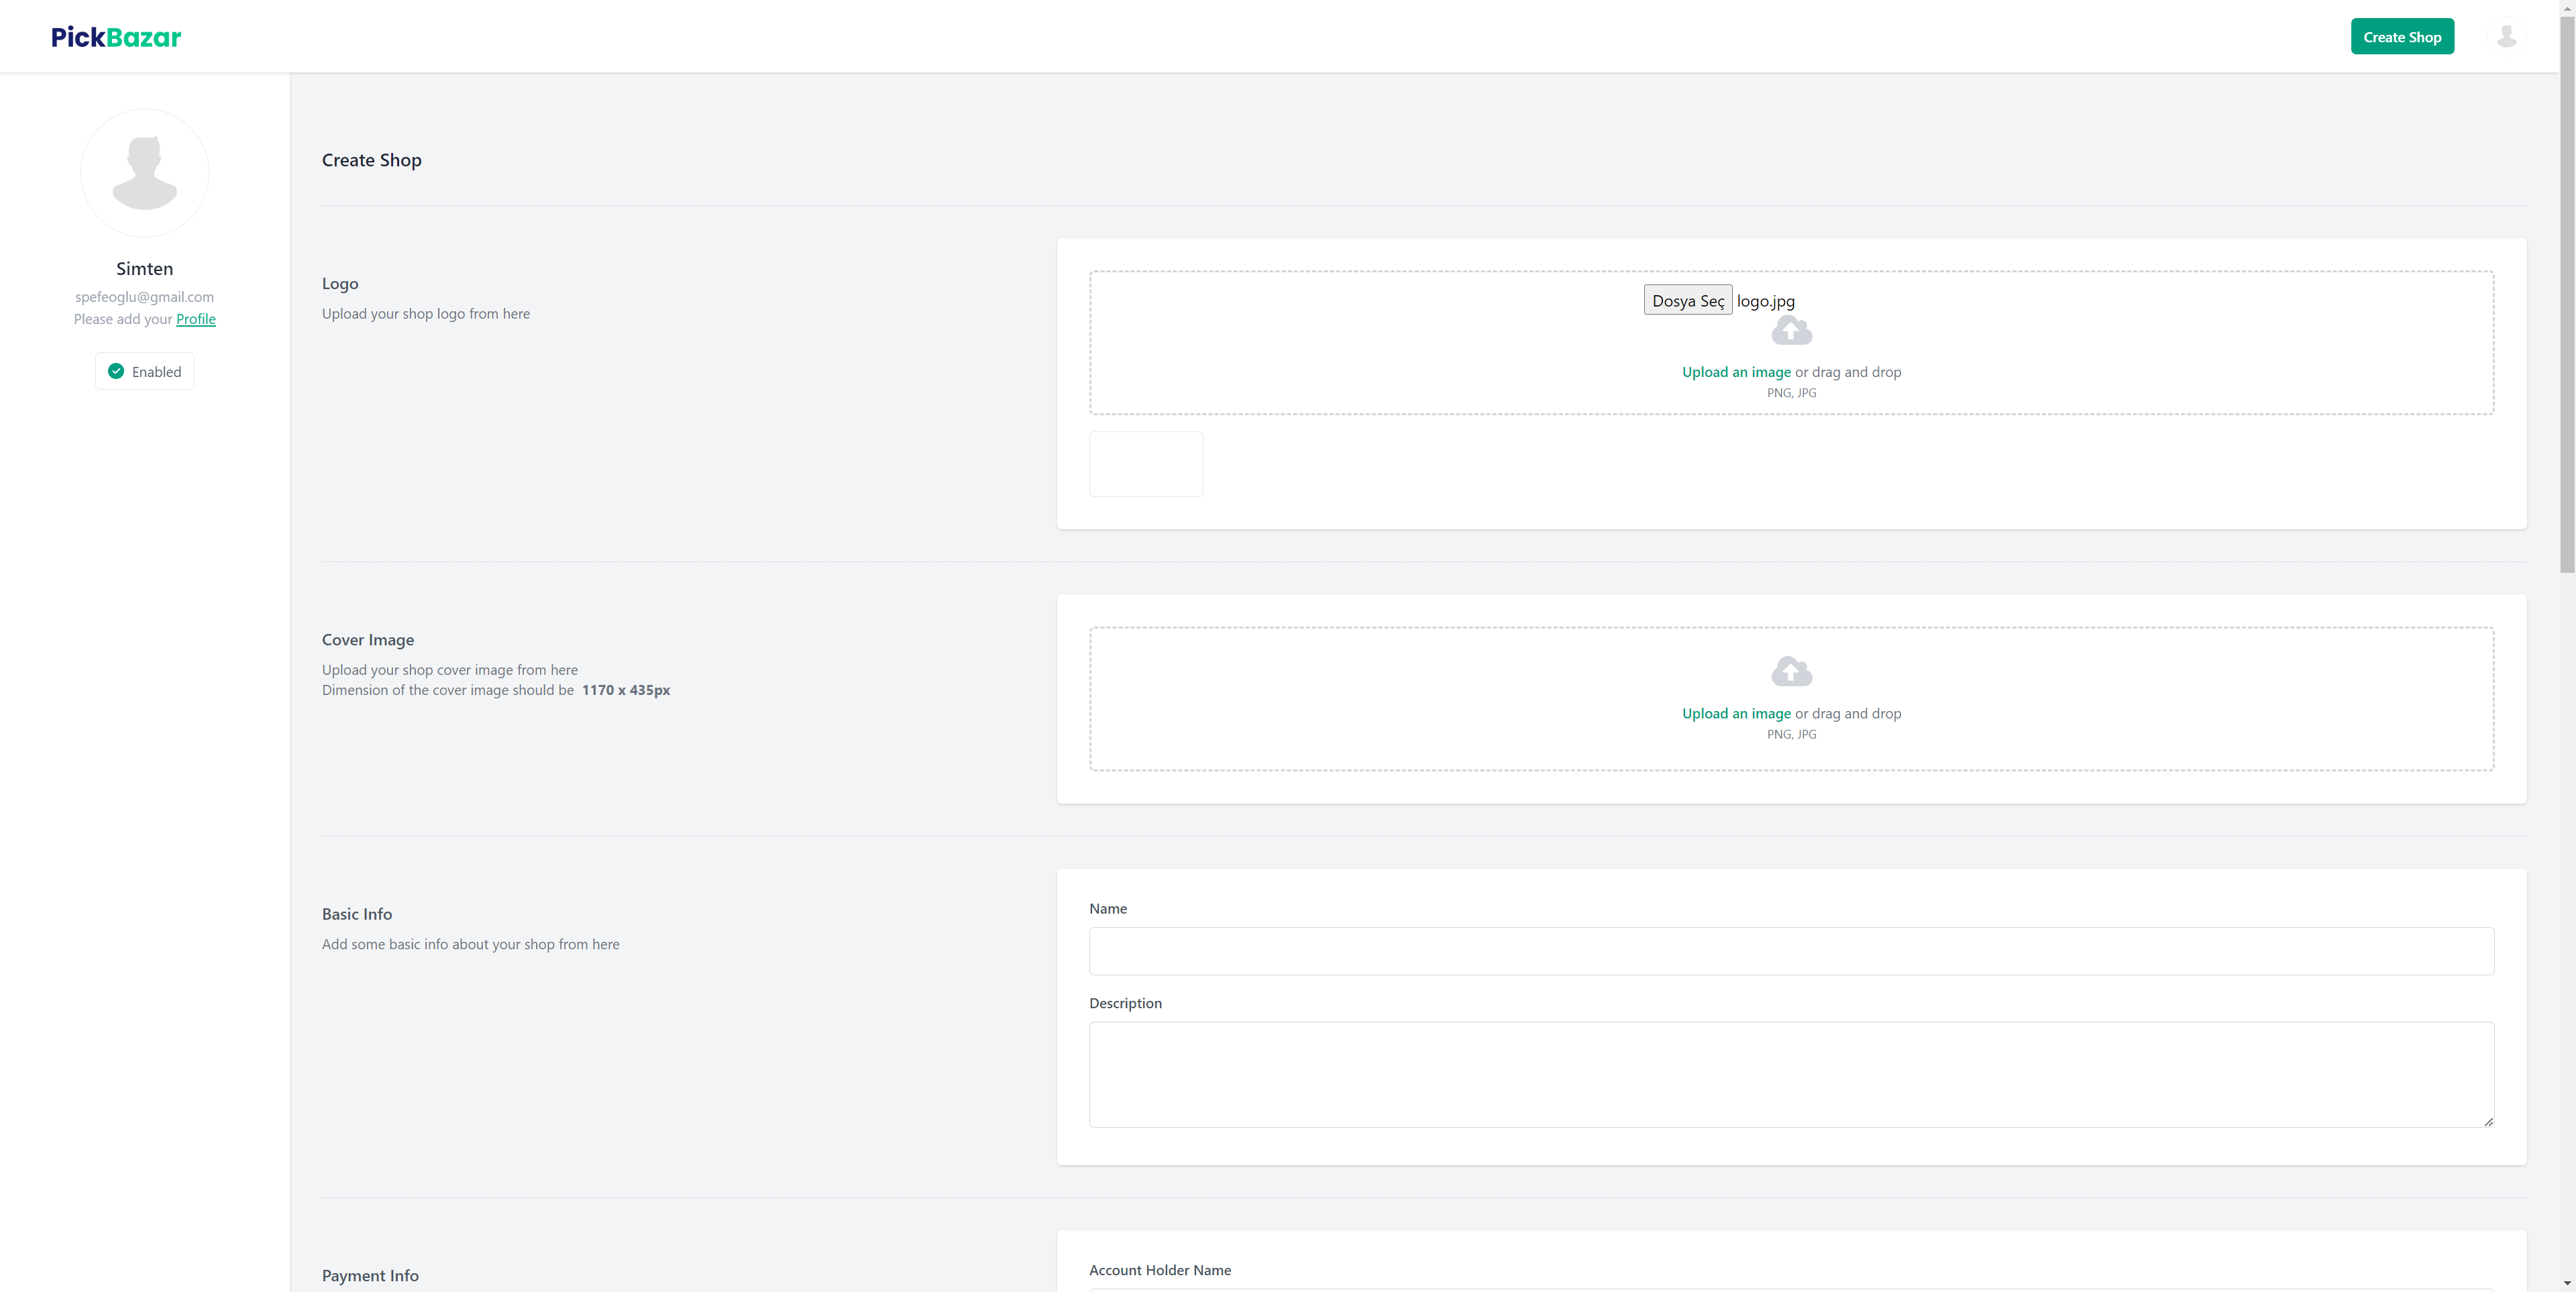 PickBazar
Create Shop
Simten
spefeoglu@gmail.com
Please add your Profile
Enabled
Create Shop
Logo
Upload your shop logo from here
Dosya Seç logo.jpg
Upload an image or drag and drop
PNG, JPG
Cover Image
Upload your shop cover image from here
Dimension of the cover image should be 1170 x 435px
Upload an image or drag and drop
PNG, JPG
Basic Info
Add some basic info about your shop from here
Name
Description
Payment Info
Account Holder Name